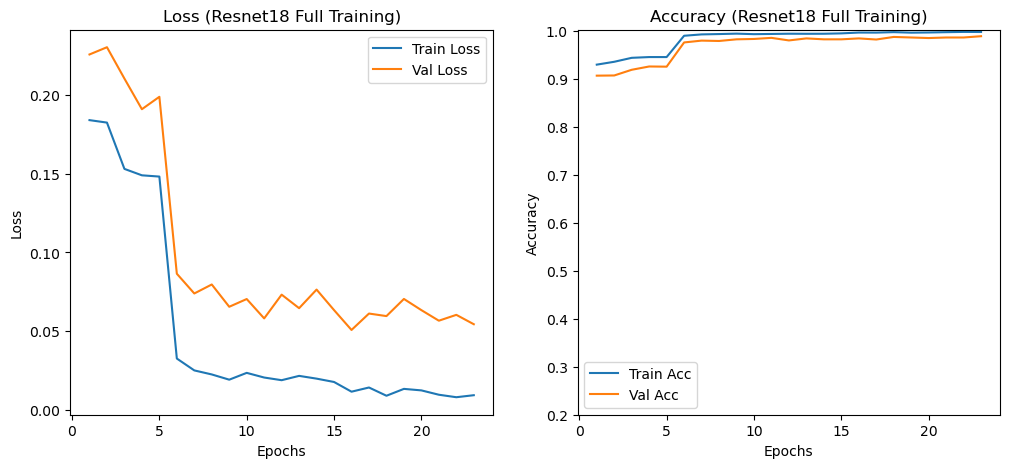 Loss (Resnet18 Full Training)
Train Loss
Val Loss
0.20
0.15
0.10
0.05
0.00
Loss
0
5
10
15
20
Epochs
Accuracy (Resnet18 Full Training)
1.0
0.9
0.8
0.7
0.6
0.5
0.4
0.3
0.2
Accuracy
Train Acc
Val Acc
0
5
10
15
20
Epochs